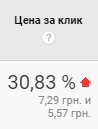 Цена за клик
?
30,83 %
7,29 грн. и
5,57 грн.